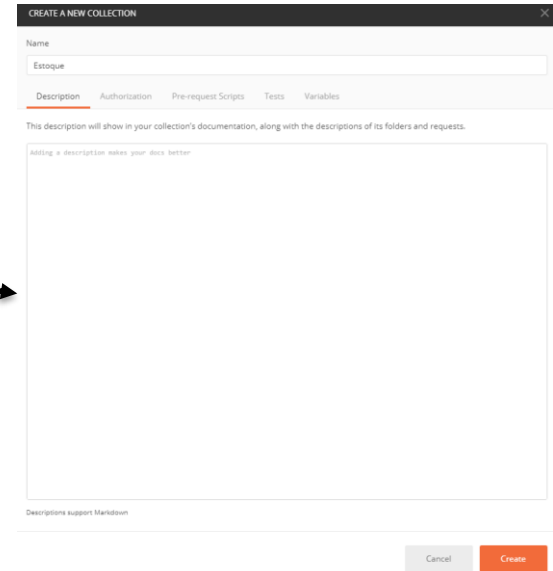 CREATE A NEW COLLECTION
Name
Estoque
Description Authorization Pre-request Scripts Tests Variables
This description will show in your collection's documentation, along with the descriptions of its folders and requests.
Adding a description makes your docs better
Descriptions support Markdown
Cancel Create